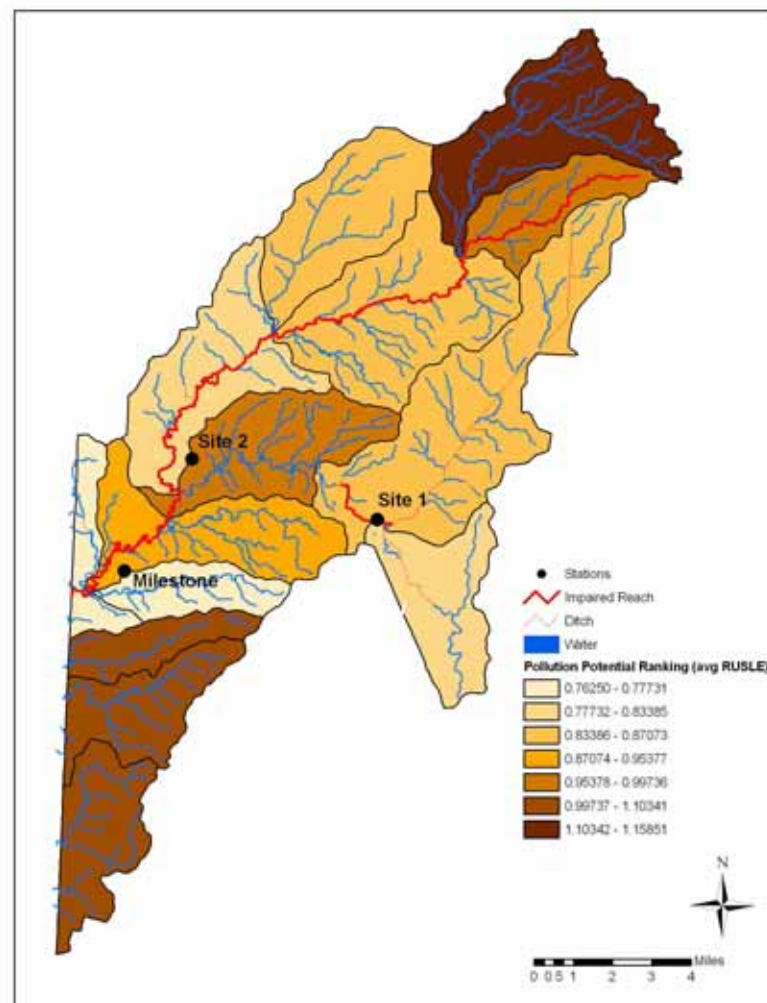 Site 2
Site 1
Milestone
Stations
Impaired Reach
Ditch
Water
Pollution Potential Ranking (avg RUSLE)
0.76250 - 0.77731
0.77732 - 0.83385
0.83386 - 0.87073
0.87074 - 0.95377
0.95378 - 0.99736
0.99737 - 1.10341
1.10342 - 1.15851
N
Miles
0 0.5 1 2 3 4